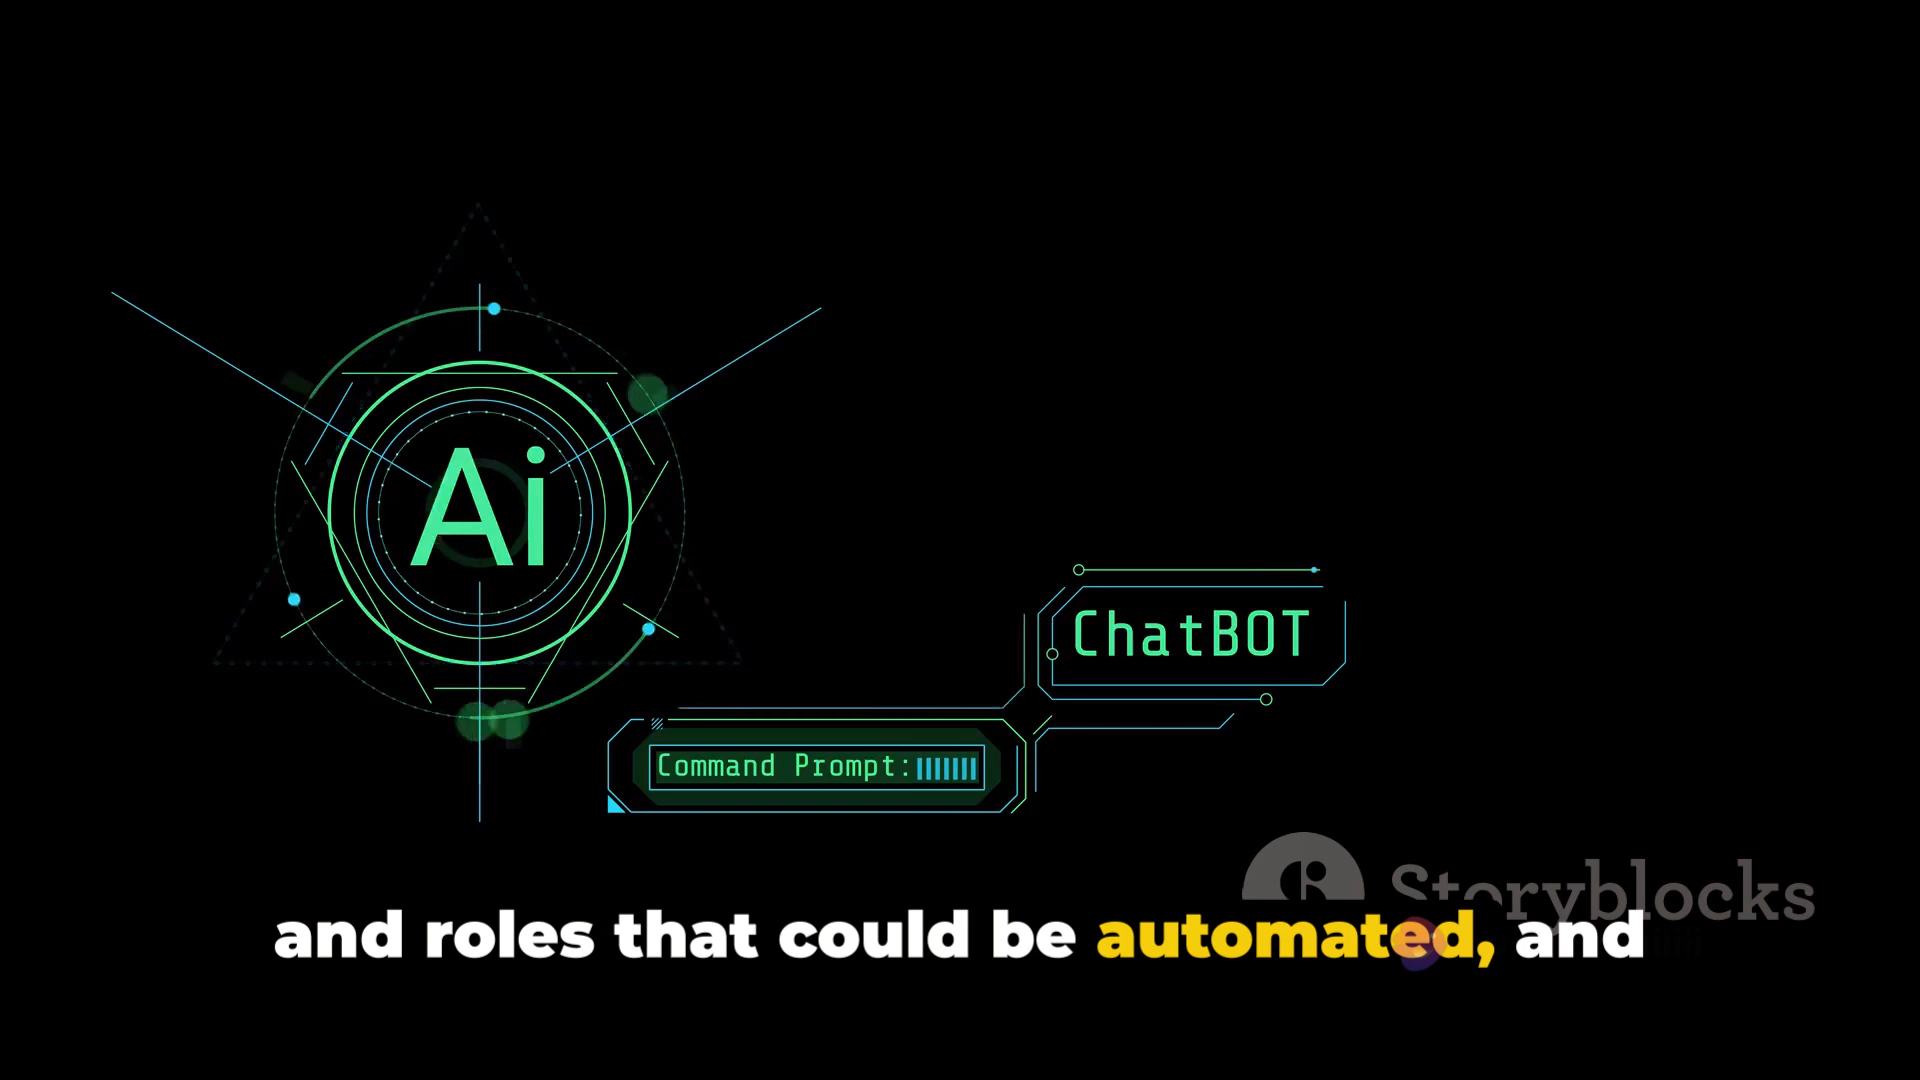 Ai
ChatBOT
Command Prompt:
Storyblocks
and roles that could be automated, and